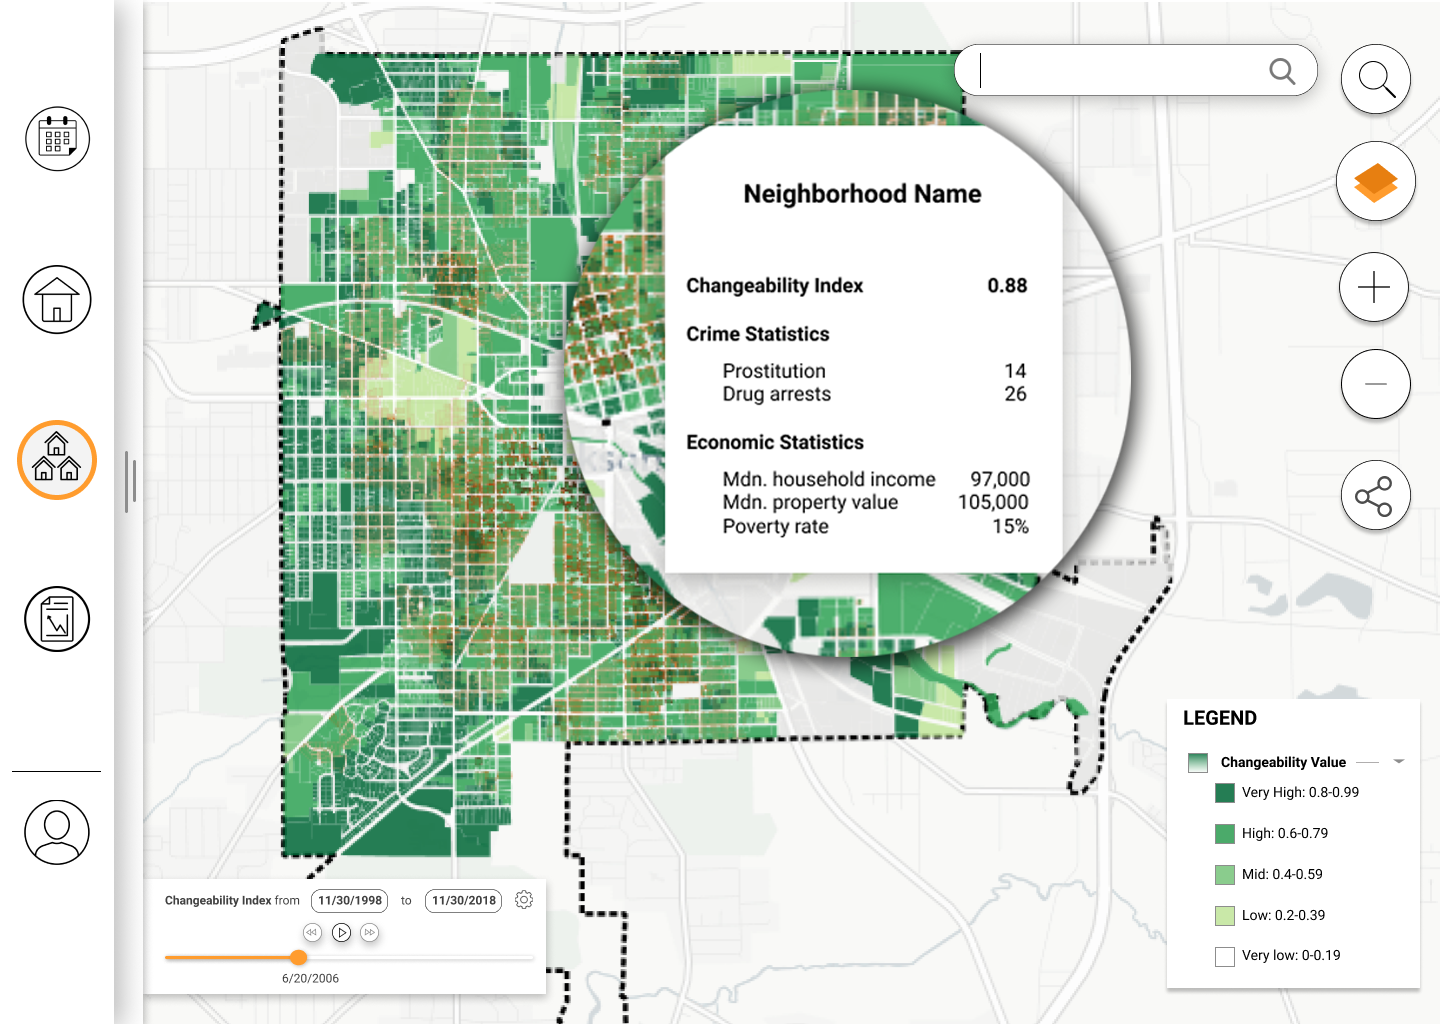 Neighborhood Name
Changeability Index 0.88
Crime Statistics
Prostitution 14
Drug arrests 26
Economic Statistics
Mdn. household income 97,000
Mdn. property value 105,000
Poverty rate 15%
LEGEND
Changeability Value
Very High: 0.8-0.99
High: 0.6-0.79
Mid: 0.4-0.59
Low: 0.2-0.39
Very low: 0-0.19
Changeability Index from 11/30/1998 to 11/30/2018
6/20/2006